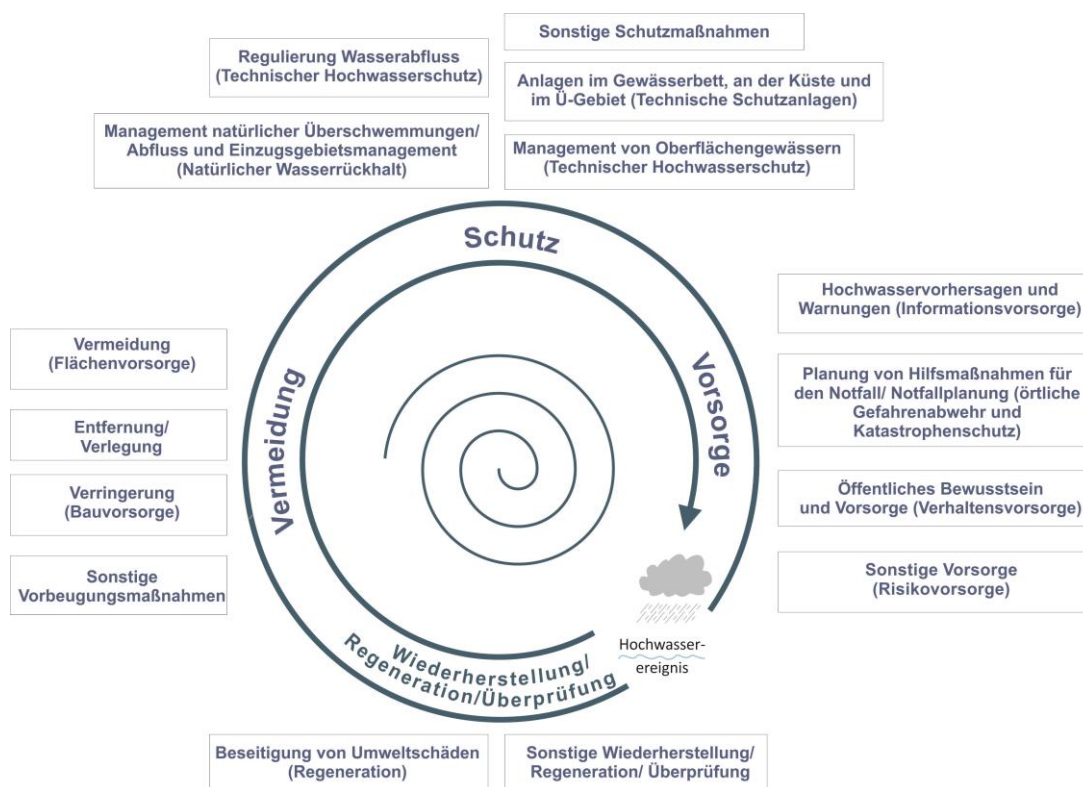 Sonstige Schutzmaßnahmen
Regulierung Wasserabfluss
(Technischer Hochwasserschutz)
Anlagen im Gewässerbett, an der Küste und
im Ü-Gebiet (Technische Schutzanlagen)
Management natürlicher Überschwemmungen/
Abfluss und Einzugsgebietsmanagement
(Natürlicher Wasserrückhalt)
Management von Oberflächengewässern
(Technischer Hochwasserschutz)
Schutz
Vorsorge
Vermeidung
Hochwasservorhersagen und
Warnungen (Informationsvorsorge)
Planung von Hilfsmaßnahmen für
den Notfall/ Notfallplanung (örtliche
Gefahrenabwehr und
Katastrophenschutz)
Öffentliches Bewusstsein
und Vorsorge (Verhaltensvorsorge)
Sonstige Vorsorge
(Risikovorsorge)
Vermeidung
(Flächenvorsorge)
Entfernung/
Verlegung
Verringerung
(Bauvorsorge)
Sonstige
Vorbeugungsmaßnahmen
Hochwasser-
ereignis
Wiederherstellung/
Regeneration/Überprüfung
Beseitigung von Umweltschäden
(Regeneration)
Sonstige Wiederherstellung/
Regeneration/ Überprüfung